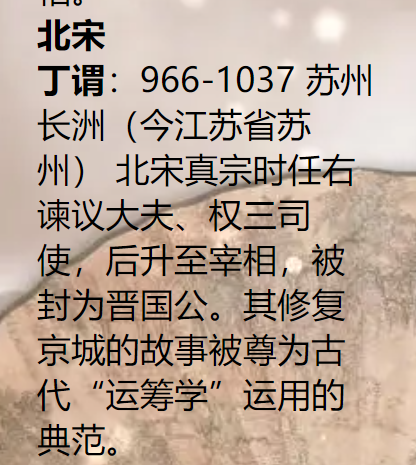 北宋
丁谓：966-1037 苏州
长洲（今江苏省苏
州） 北宋真宗时任右
谏议大夫、权三司
使，后升至宰相，被
封为晋国公。其修复
京城的故事被尊为古
代“运筹学”运用的
典范。